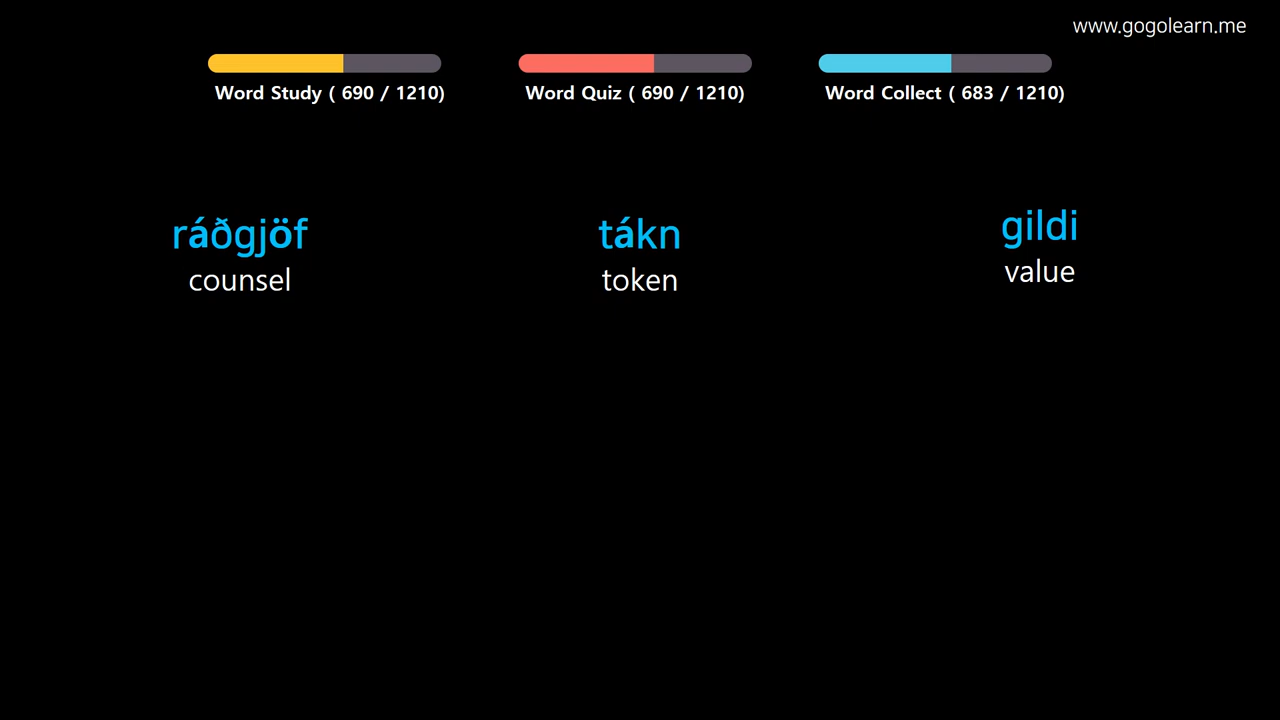 www.gogolearn.me
Word Study ( 690 / 1210)
Word Quiz ( 690 / 1210)
Word Collect ( 683 / 1210)
ráðgjöf
counsel
tákn
token
gildi
value